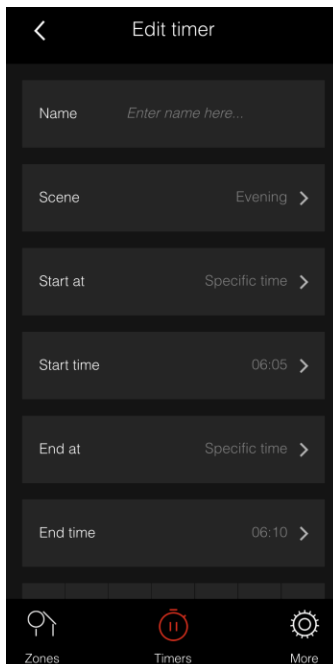 Edit timer
Name Enter name here...
Scene Evening
Start at Specific time
Start time 06:05
End at Specific time
End time 06:10
Zones Timers More